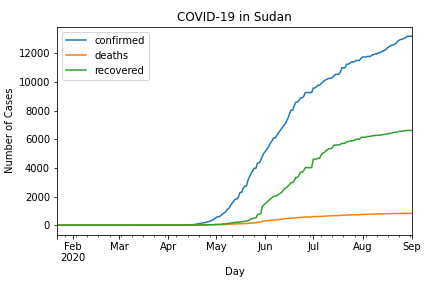 COVID-19 in Sudan
confirmed
deaths
recovered
12000
10000
8000
6000
4000
2000
0
Number of Cases
Feb
2020
Mar
Apr
May
Jun
Jul
Aug
Sep
Day